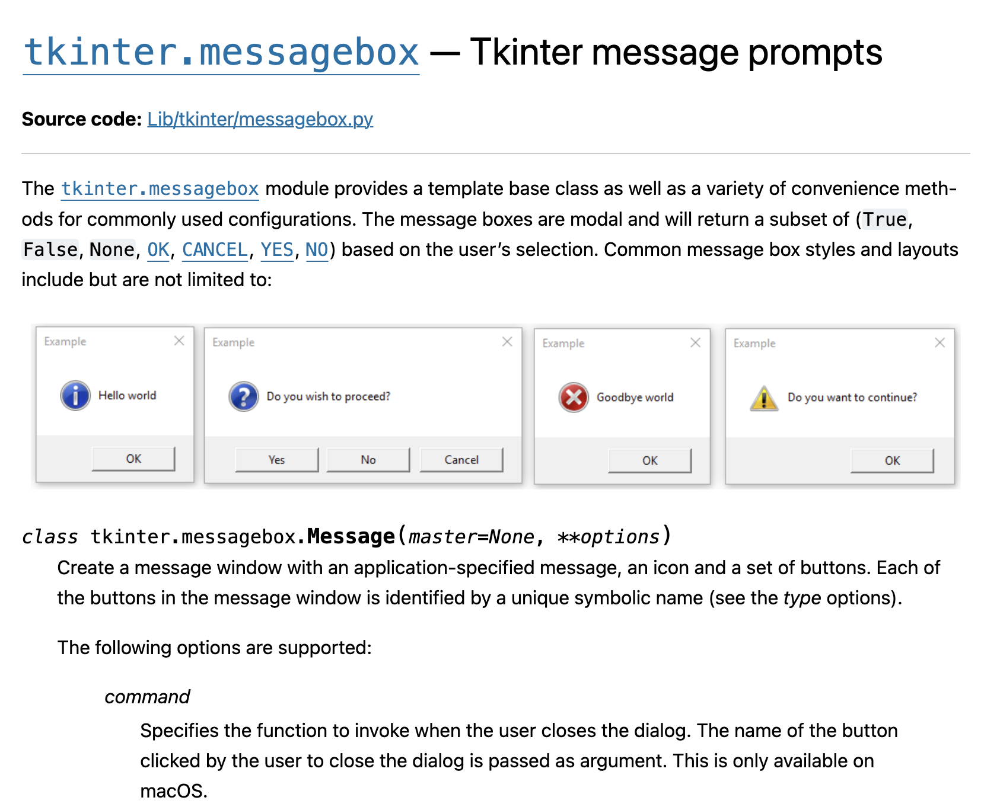 tkinter.messagebox — Tkinter message prompts
Source code: Lib/tkinter/messagebox.py
The tkinter.messagebox module provides a template base class as well as a variety of convenience meth-
ods for commonly used configurations. The message boxes are modal and will return a subset of (True,
False, None, OK, CANCEL, YES, NO) based on the user’s selection. Common message box styles and layouts
include but are not limited to:
Example
Hello world
OK
Example
Do you wish to proceed?
Yes No Cancel
Example
Goodbye world
OK
Example
Do you want to continue?
OK
class tkinter.messagebox.Message(master=None, **options)
Create a message window with an application-specified message, an icon and a set of buttons. Each of
the buttons in the message window is identified by a unique symbolic name (see the type options).
The following options are supported:
command
Specifies the function to invoke when the user closes the dialog. The name of the button
clicked by the user to close the dialog is passed as argument. This is only available on
macOS.